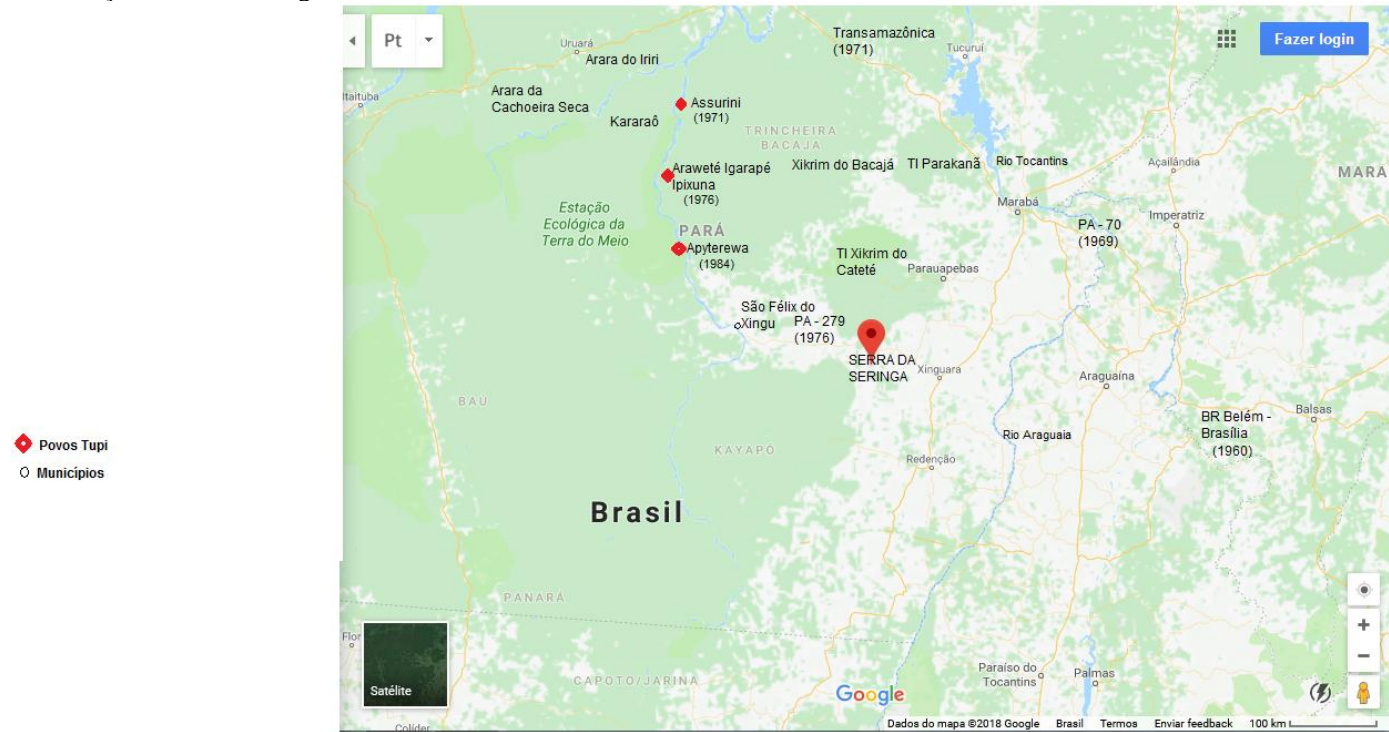 Pt
Fazer login
Transamazônica
(1971)
Tucuruí
Uruará
Arara do Iriri
Itaituba
Arara da
Cachoeira Seca
Kararaô
Assurini
(1971)
TRINCHEIRA
BACAJA
Araweté Igarapé
Ipixuna
(1976)
Xikrim do Bacajá
TI Parakanã
Rio Tocantins
Açailândia
MARA
Marabá
Imperatriz
PA - 70
(1969)
Estação
Ecológica da
Terra do Meio
PARÁ
Apyterewa
(1984)
TI Xikrim do
Cateté
Parauapebas
São Félix do
Xingu
PA - 279
(1976)
SERRA DA
SERINGA
Xinguara
Araguaína
BAÚ
Rio Araguaia
BR Belém -
Brasília
(1960)
Balsas
KAYAPÓ
Redenção
Povos Tupi
Municípios
Brasil
PANARÁ
Flor
Satélite
CAPOTO/JARINA
Paraíso do
Tocantins
Palmas
Google
Colíder
Dados do mapa ©2018 Google
Brasil
Termos
Enviar feedback
100 km